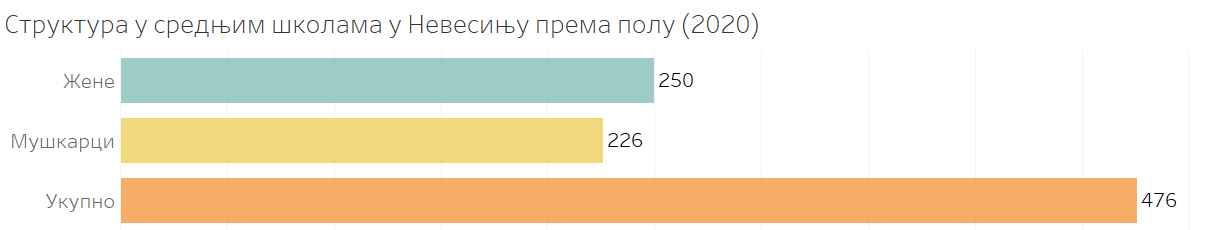 Структура у средњим школама у Невесињу према полу (2020)
Жене 250
Мушкарци 226
Укупно 476